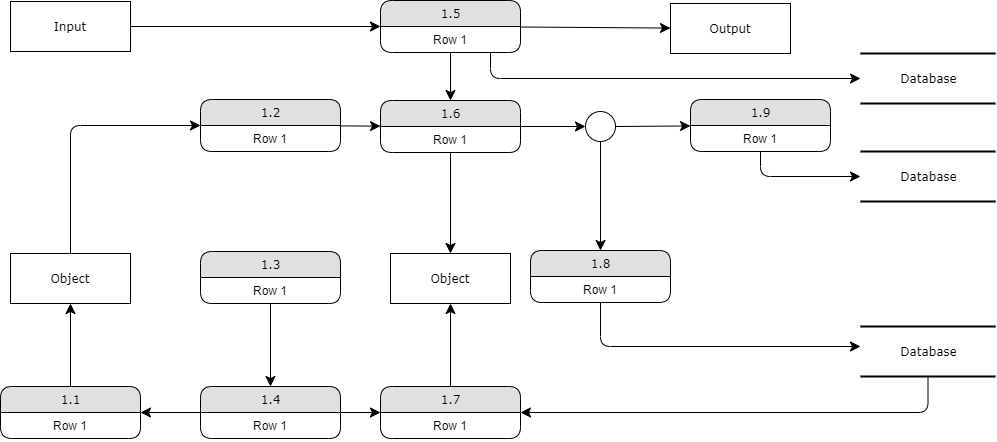 Input
1.5
Row 1
Output
Database
1.2
Row 1
1.6
Row 1
1.9
Row 1
Database
Object
1.3
Row 1
Object
1.8
Row 1
Database
1.1
Row 1
1.4
Row 1
1.7
Row 1